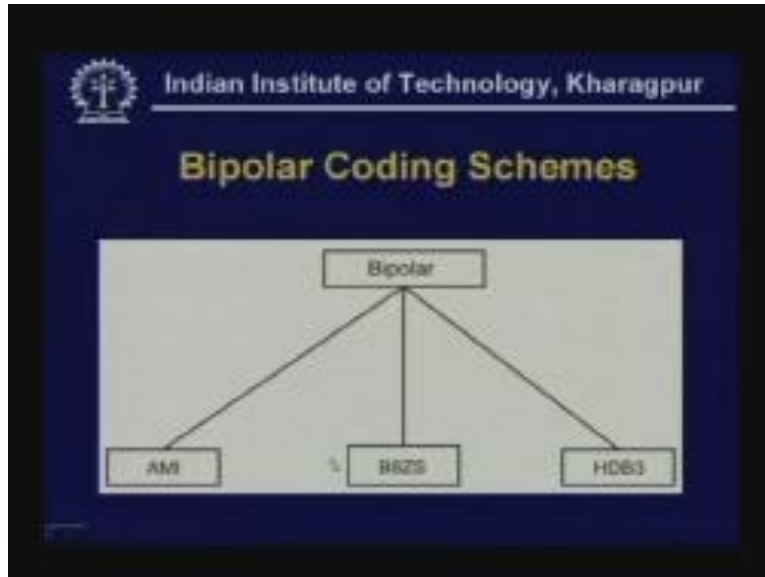 Indian Institute of Technology, Kharagpur
Bipolar Coding Schemes
Bipolar
AMI
B8ZS
HDB3